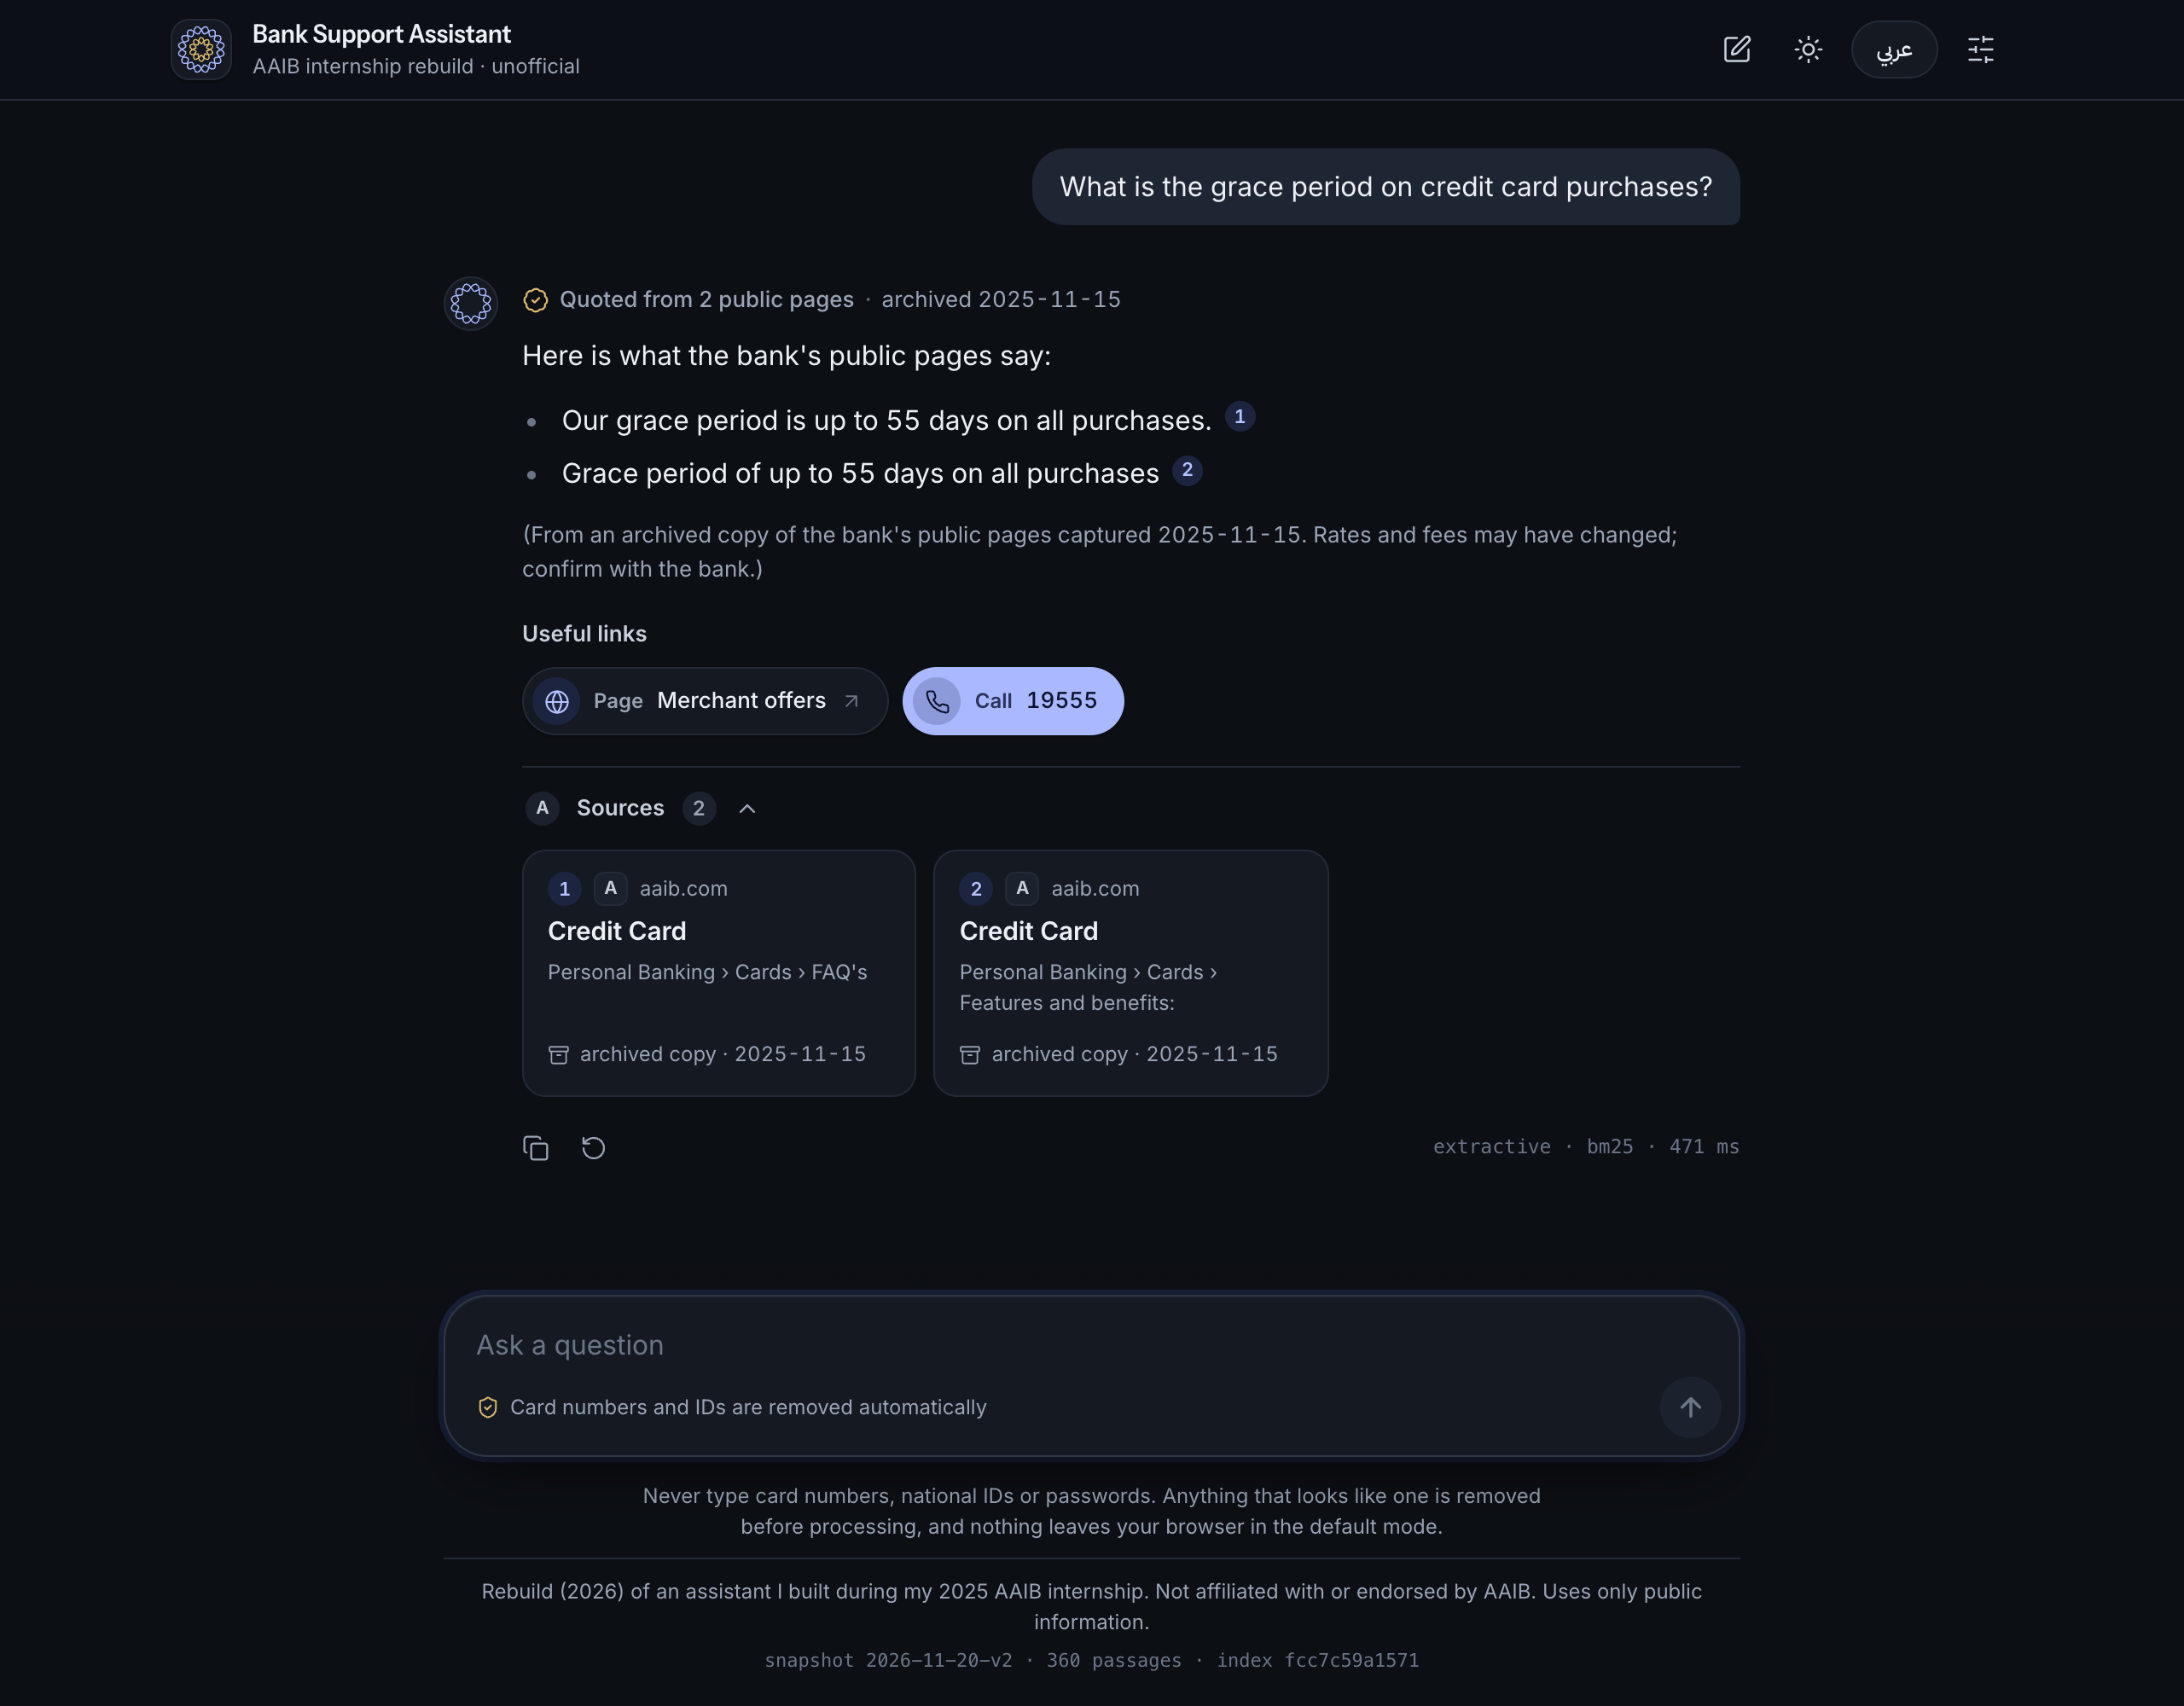 Bank Support Assistant
AAIB internship rebuild · unofficial
عربي
What is the grace period on credit card purchases?
Quoted from 2 public pages · archived 2025-11-15
Here is what the bank's public pages say:
• Our grace period is up to 55 days on all purchases. 1
• Grace period of up to 55 days on all purchases 2
(From an archived copy of the bank's public pages captured 2025-11-15. Rates and fees may have changed;
confirm with the bank.)
Useful links
Page Merchant offers
Call 19555
A Sources 2
1 A aaib.com
Credit Card
Personal Banking › Cards › FAQ's
archived copy · 2025-11-15
2 A aaib.com
Credit Card
Personal Banking › Cards ›
Features and benefits:
archived copy · 2025-11-15
extractive · bm25 · 471 ms
Ask a question
Card numbers and IDs are removed automatically
Never type card numbers, national IDs or passwords. Anything that looks like one is removed
before processing, and nothing leaves your browser in the default mode.
Rebuild (2026) of an assistant I built during my 2025 AAIB internship. Not affiliated with or endorsed by AAIB. Uses only public
information.
snapshot 2026-11-20-v2 · 360 passages · index fcc7c59a1571